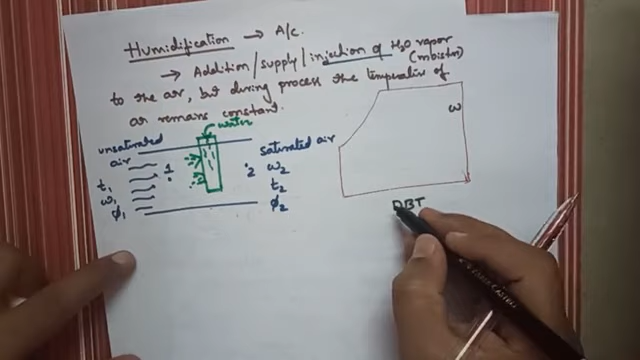 Humidification → A/c.
→ Addition/supply/injection of H2O vapor
(moistr)
to the air, but during process the temperature of
air remains constant.
water
unsaturated
air
saturated air
1
2
t1
ω1
φ1
ω2
t2
φ2
ω
DBT